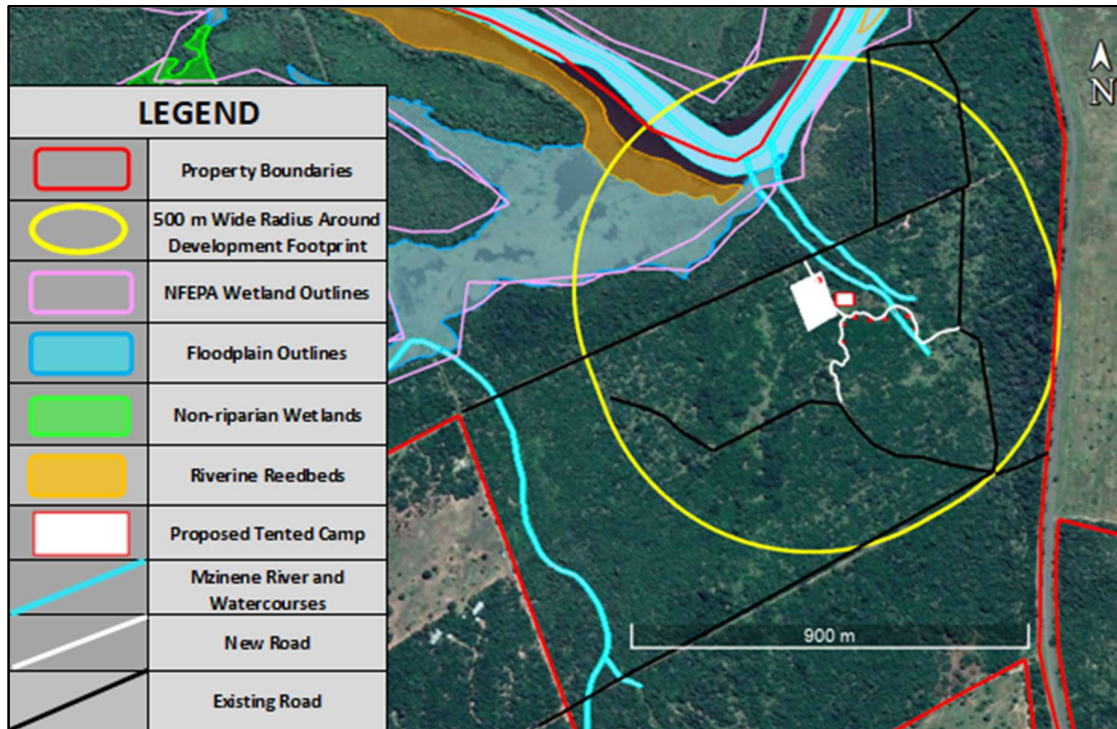 LEGEND
Property Boundaries
500 m Wide Radius Around
Development Footprint
NFEPA Wetland Outlines
Floodplain Outlines
Non-riparian Wetlands
Riverine Reedbeds
Proposed Tented Camp
Mzinene River and
Watercourses
New Road
Existing Road
N
900 m